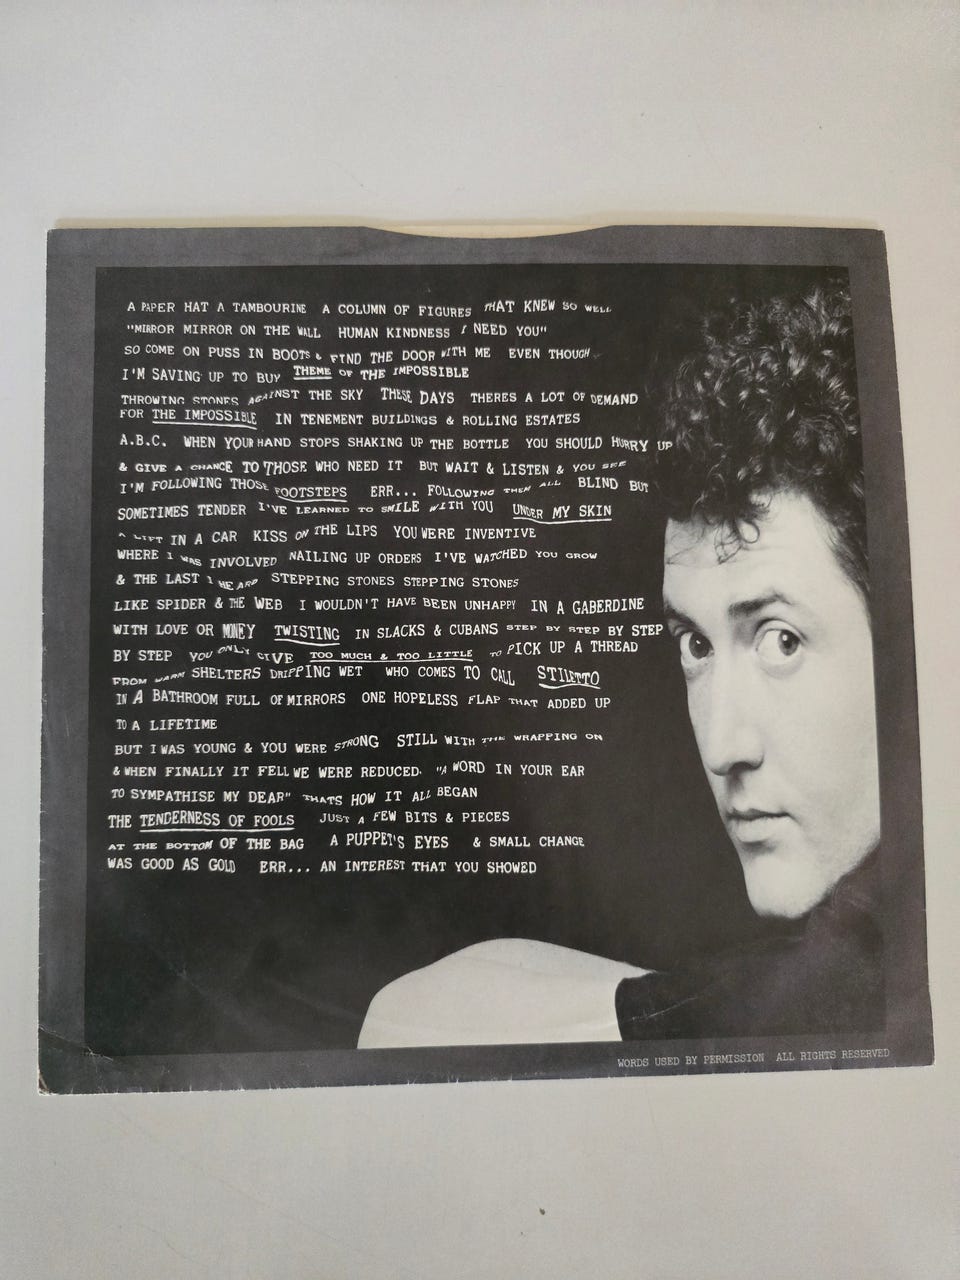 A PAPER HAT A TAMBOURINE A COLUMN OF FIGURES THAT KNEW SO WELL
"MIRROR MIRROR ON THE WALL HUMAN KINDNESS I NEED YOU"
SO COME ON PUSS IN BOOTS & FIND THE DOOR WITH ME EVEN THOUGH
I'M SAVING UP TO BUY THEME OF THE IMPOSSIBLE
THROWING STONES AGAINST THE SKY THESE DAYS THERES A LOT OF DEMAND
FOR THE IMPOSSIBLE IN TENEMENT BUILDINGS & ROLLING ESTATES
A.B.C. WHEN YOUR HAND STOPS SHAKING UP THE BOTTLE YOU SHOULD HURRY UP
& GIVE A CHANCE TO THOSE WHO NEED IT BUT WAIT & LISTEN & YOU SEE
I'M FOLLOWING THOSE FOOTSTEPS ERR... FOLLOWING THEM ALL BLIND BUT
SOMETIMES TENDER I'VE LEARNED TO SMILE WITH YOU UNDER MY SKIN
A LIFT IN A CAR KISS ON THE LIPS YOU WERE INVENTIVE
WHERE I WAS INVOLVED NAILING UP ORDERS I'VE WATCHED YOU GROW
& THE LAST I HEARD STEPPING STONES STEPPING STONES
LIKE SPIDER & THE WEB I WOULDN'T HAVE BEEN UNHAPPY IN A GABERDINE
WITH LOVE OR MONEY TWISTING IN SLACKS & CUBANS STEP BY STEP BY STEP
BY STEP YOU ONLY GIVE TOO MUCH & TOO LITTLE TO PICK UP A THREAD
FROM WARM SHELTERS DRIPPING WET WHO COMES TO CALL STILETTO
IN A BATHROOM FULL OF MIRRORS ONE HOPELESS FLAP THAT ADDED UP
TO A LIFETIME
BUT I WAS YOUNG & YOU WERE STRONG STILL WITH THE WRAPPING ON
& WHEN FINALLY IT FELL WE WERE REDUCED. "A WORD IN YOUR EAR
TO SYMPATHISE MY DEAR" THATS HOW IT ALL BEGAN
THE TENDERNESS OF FOOLS JUST A FEW BITS & PIECES
AT THE BOTTOM OF THE BAG A PUPPET'S EYES & SMALL CHANGE
WAS GOOD AS GOLD ERR... AN INTEREST THAT YOU SHOWED
WORDS USED BY PERMISSION ALL RIGHTS RESERVED